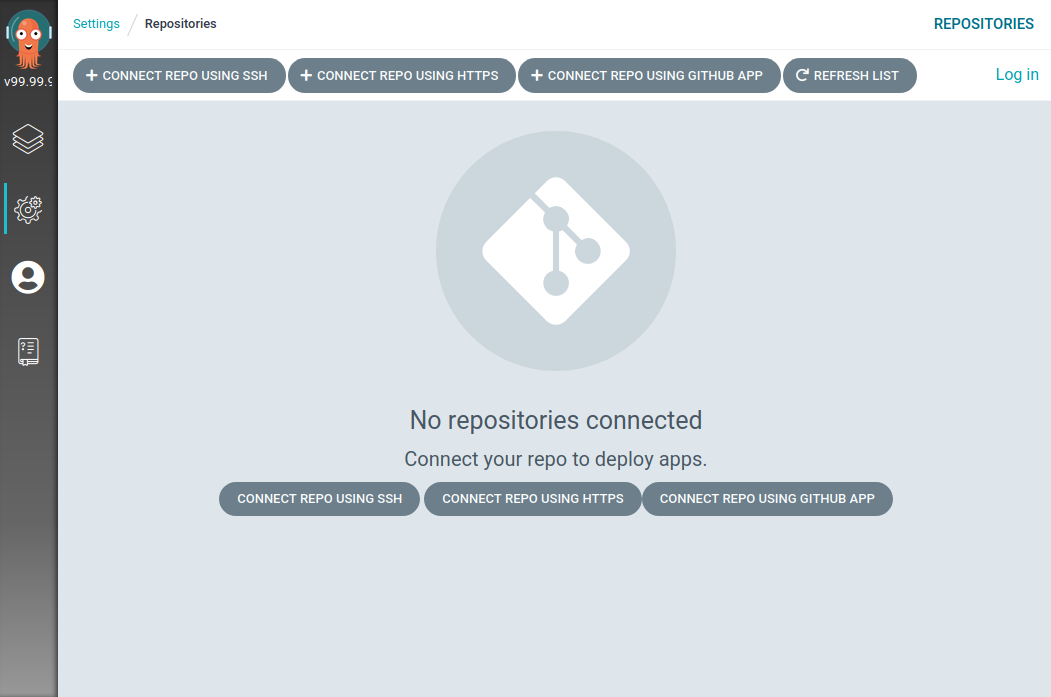 Settings / Repositories
REPOSITORIES
v99.99.9
CONNECT REPO USING SSH
CONNECT REPO USING HTTPS
CONNECT REPO USING GITHUB APP
REFRESH LIST
Log in
No repositories connected
Connect your repo to deploy apps.
CONNECT REPO USING SSH
CONNECT REPO USING HTTPS
CONNECT REPO USING GITHUB APP